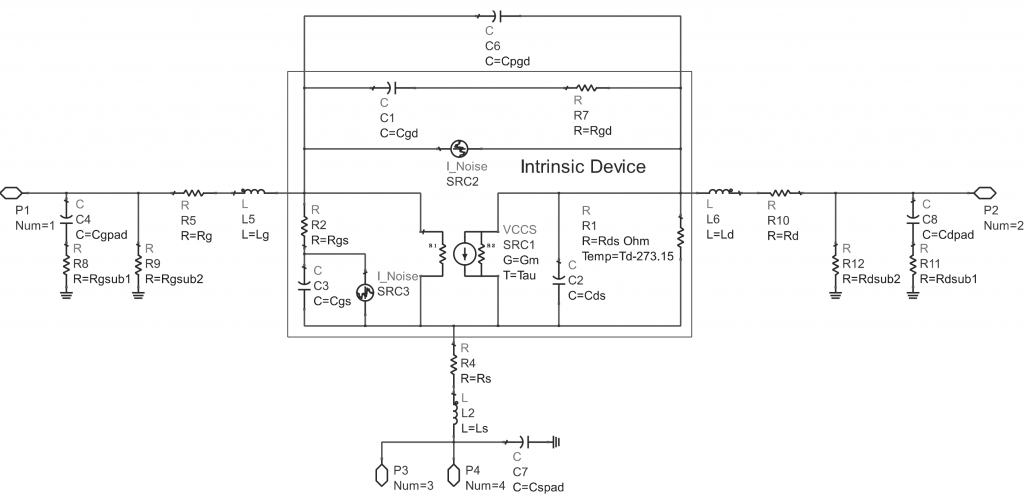 C
C6
C=Cpgd
C
C1
C=Cgd
R
R7
R=Rgd
I_Noise
SRC2
Intrinsic Device
P1
Num=1
C
C4
C=Cgpad
R
R8
R=Rgsub1
R
R9
R=Rgsub2
R
R5
R=Rg
L
L5
L=Lg
R
R2
R=Rgs
C
C3
C=Cgs
I_Noise
SRC3
R1
R2
VCCS
SRC1
G=Gm
T=Tau
C
C2
C=Cds
R
R1
R=Rds Ohm
Temp=Td-273.15
L
L6
L=Ld
R
R10
R=Rd
R
R12
R=Rdsub2
C
C8
C=Cdpad
R
R11
R=Rdsub1
P2
Num=2
R
R4
R=Rs
L
L2
L=Ls
P3
Num=3
P4
Num=4
C
C7
C=Cspad